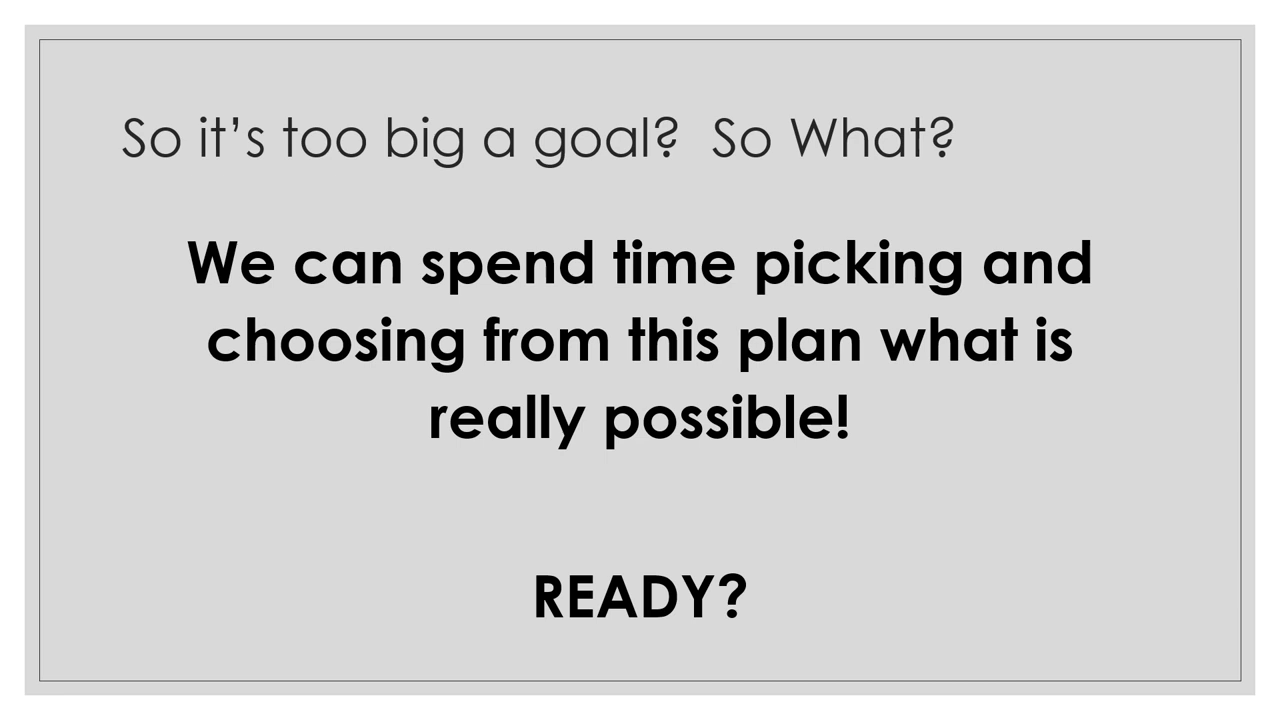 So it’s too big a goal?  So What?
We can spend time picking and
choosing from this plan what is
really possible!
READY?